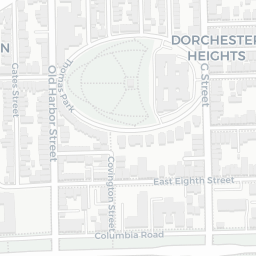 DORCHESTER
HEIGHTS
N
Gates Street
Old Harbor Street
Thomas Park
G Street
Covington Street
East Eighth Street
Columbia Road